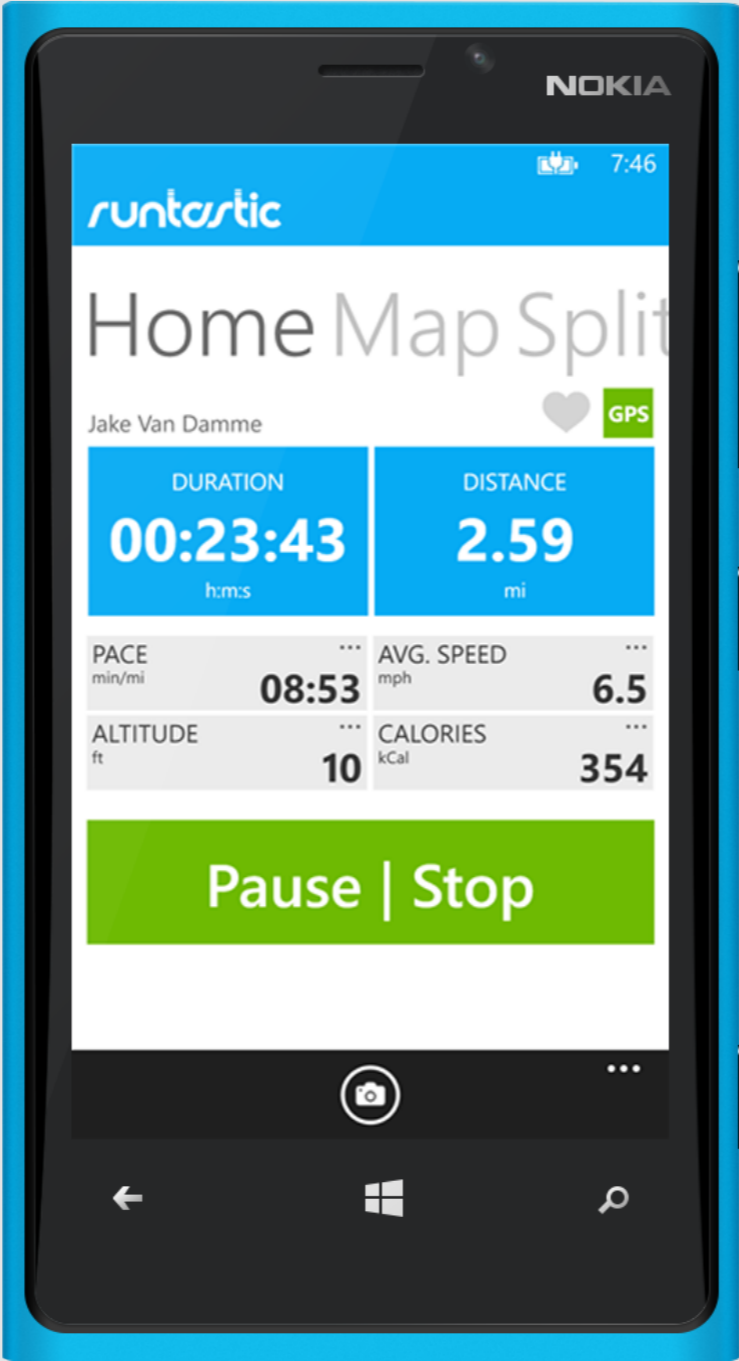 NOKIA
7:46
runtastic
Home Map Split
Jake Van Damme
GPS
DURATION
00:23:43
h:m:s
DISTANCE
2.59
mi
PACE
min/mi
08:53
AVG. SPEED
mph
6.5
ALTITUDE
ft
10
CALORIES
kCal
354
Pause | Stop